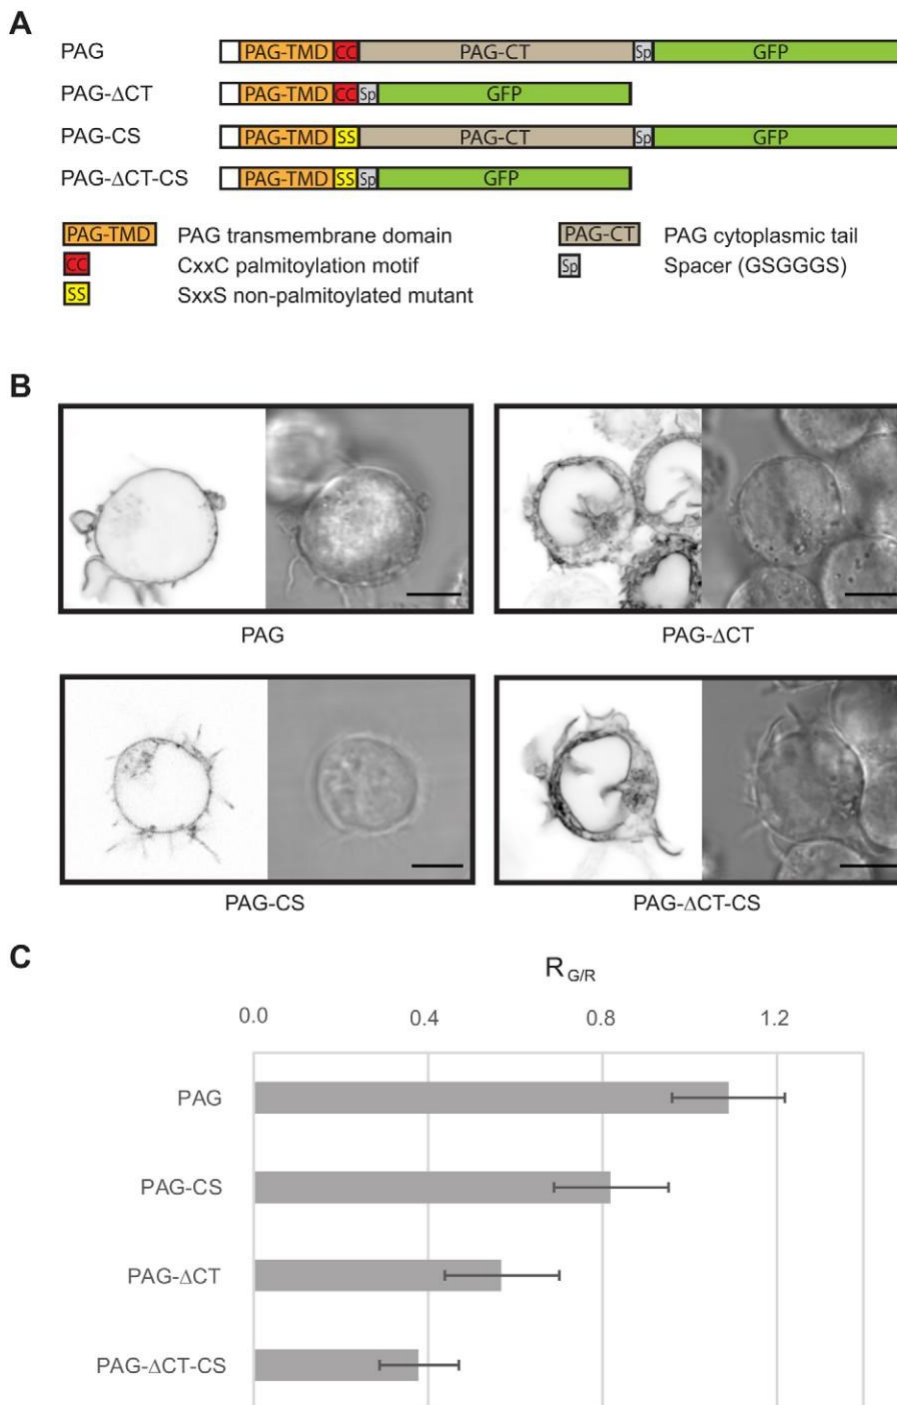 A
PAG PAG-TMD CC PAG-CT Sp GFP
PAG-ΔCT PAG-TMD CC Sp GFP
PAG-CS PAG-TMD SS PAG-CT Sp GFP
PAG-ΔCT-CS PAG-TMD SS Sp GFP
PAG-TMD PAG transmembrane domain PAG-CT PAG cytoplasmic tail
CC CxxC palmitoylation motif Sp Spacer (GSGGGS)
SS SxxS non-palmitoylated mutant
B
PAG PAG-ΔCT
PAG-CS PAG-ΔCT-CS
C
R G/R
0.0 0.4 0.8 1.2
PAG
PAG-CS
PAG-ΔCT
PAG-ΔCT-CS